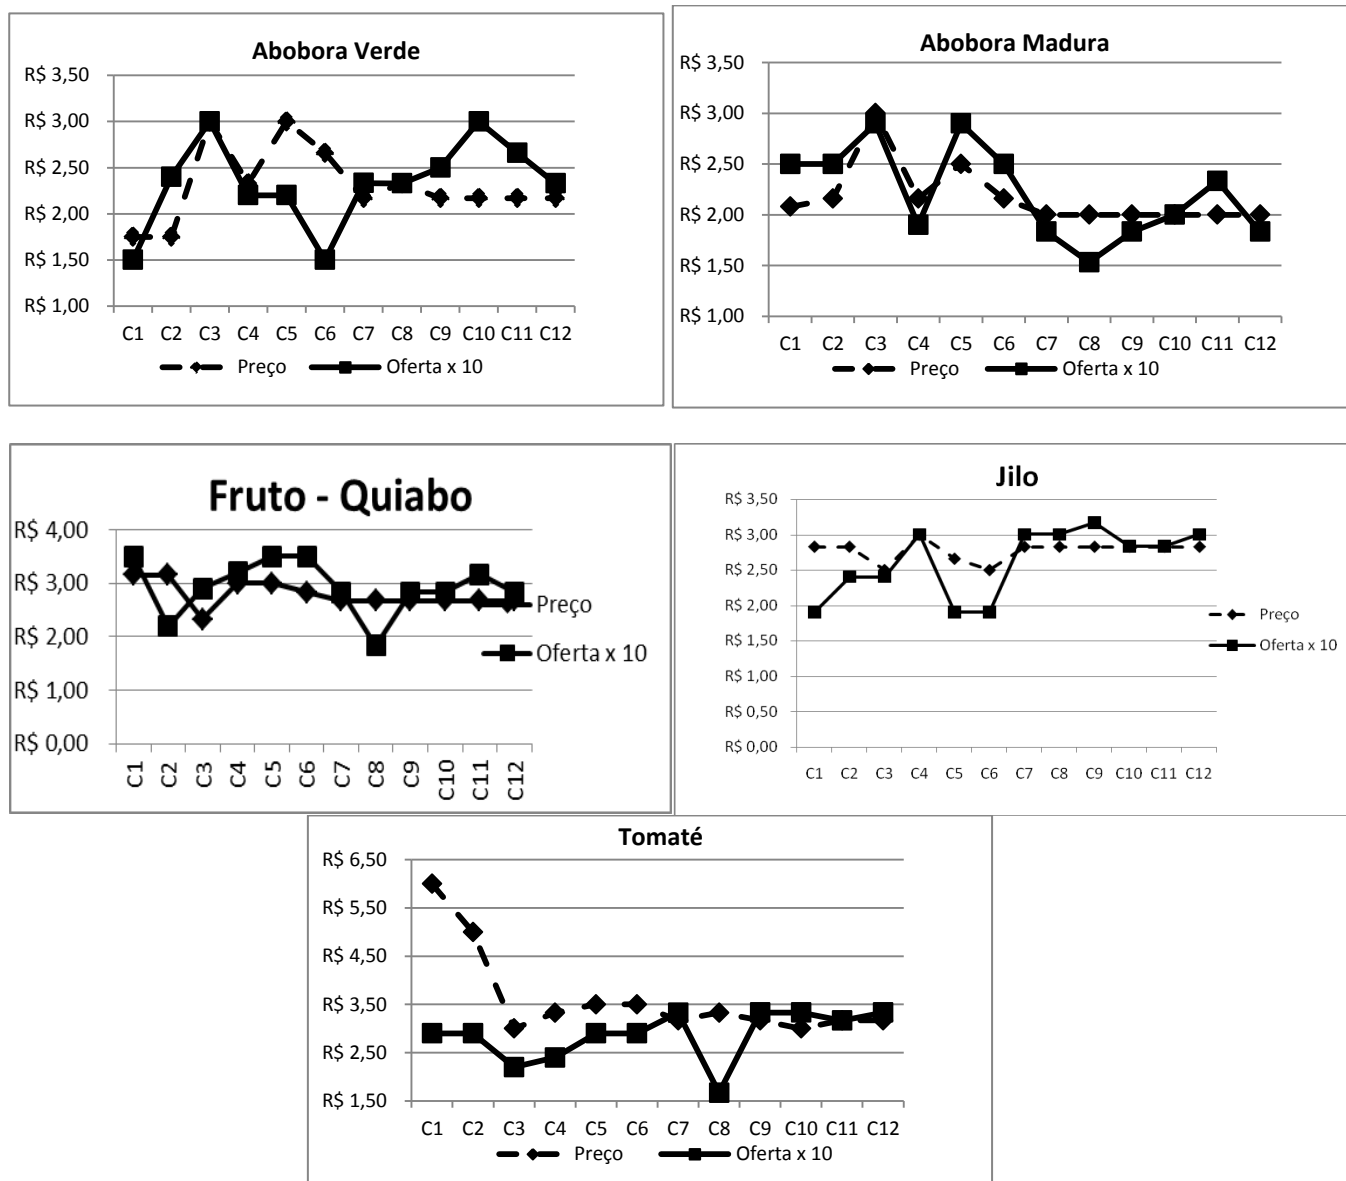 Abobora Verde
R$ 3,50
R$ 3,00
R$ 2,50
R$ 2,00
R$ 1,50
R$ 1,00
C1 C2 C3 C4 C5 C6 C7 C8 C9 C10 C11 C12
Preço Oferta x 10
Abobora Madura
R$ 3,50
R$ 3,00
R$ 2,50
R$ 2,00
R$ 1,50
R$ 1,00
C1 C2 C3 C4 C5 C6 C7 C8 C9 C10 C11 C12
Preço Oferta x 10
Fruto - Quiabo
R$ 4,00
R$ 3,00
R$ 2,00
R$ 1,00
R$ 0,00
C1 C2 C3 C4 C5 C6 C7 C8 C9 C10 C11 C12
Preço
Oferta x 10
Jilo
R$ 3,50
R$ 3,00
R$ 2,50
R$ 2,00
R$ 1,50
R$ 1,00
R$ 0,50
R$ 0,00
C1 C2 C3 C4 C5 C6 C7 C8 C9 C10 C11 C12
Preço
Oferta x 10
Tomaté
R$ 6,50
R$ 5,50
R$ 4,50
R$ 3,50
R$ 2,50
R$ 1,50
C1 C2 C3 C4 C5 C6 C7 C8 C9 C10 C11 C12
Preço Oferta x 10